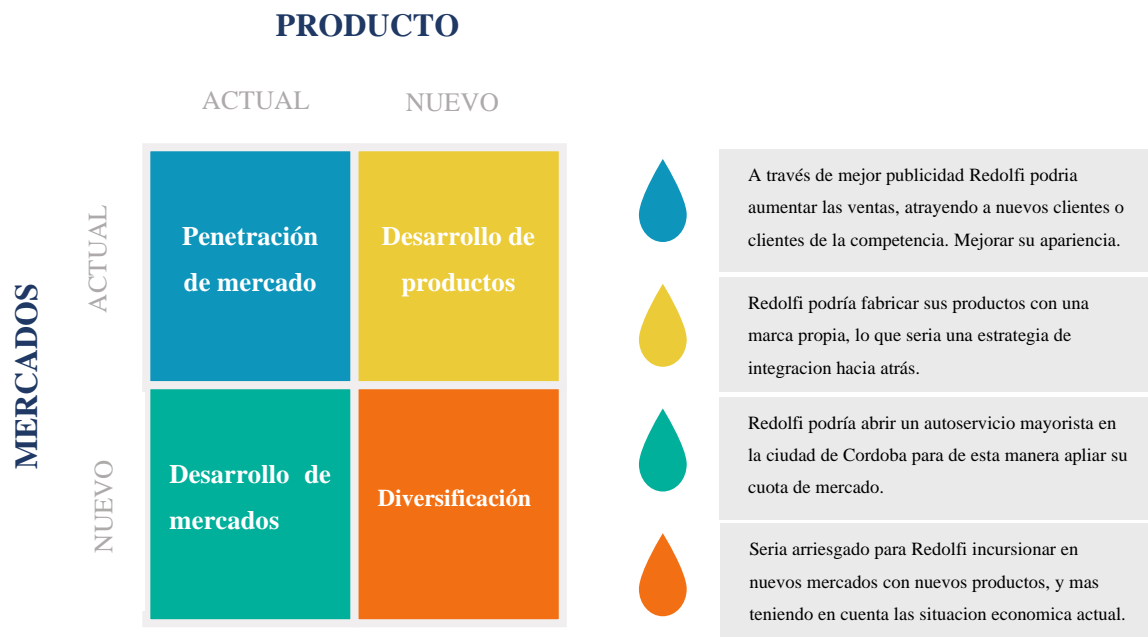 PRODUCTO
ACTUAL
NUEVO
MERCADOS
ACTUAL
NUEVO
Penetración
de mercado
Desarrollo de
productos
Desarrollo de
mercados
Diversificación
A través de mejor publicidad Redolfi podria
aumentar las ventas, atrayendo a nuevos clientes o
clientes de la competencia. Mejorar su apariencia.
Redolfi podría fabricar sus productos con una
marca propia, lo que seria una estrategia de
integracion hacia atrás.
Redolfi podría abrir un autoservicio mayorista en
la ciudad de Cordoba para de esta manera apliar su
cuota de mercado.
Seria arriesgado para Redolfi incursionar en
nuevos mercados con nuevos productos, y mas
teniendo en cuenta las situacion economica actual.